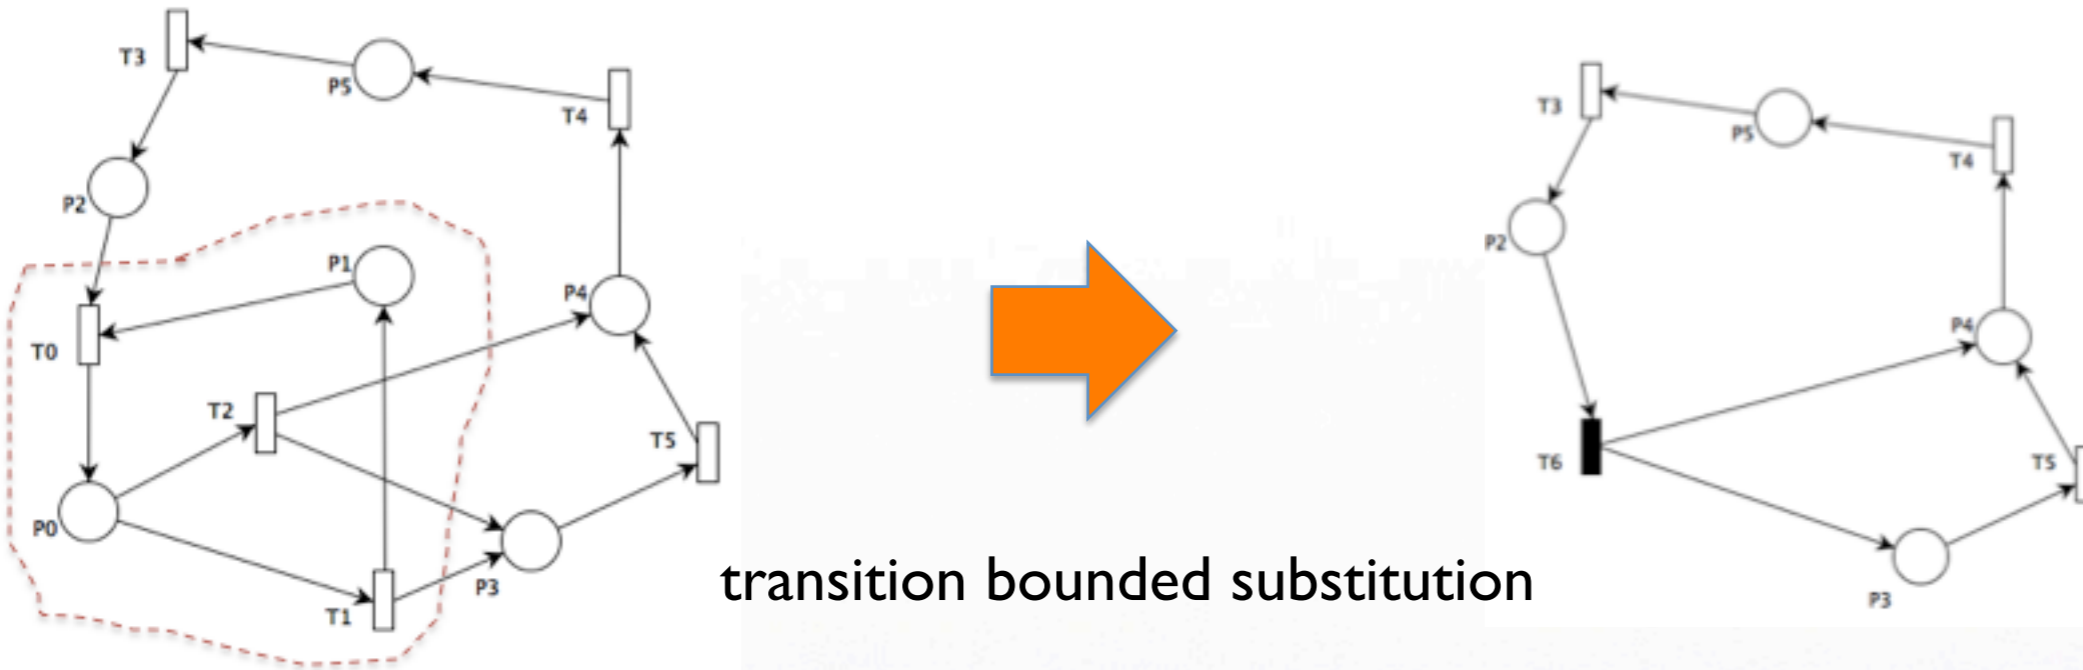 T3
P5
T4
P2
P1
P4
T0
T2
T5
P0
P3
T1
transition bounded substitution
T3
P5
T4
P2
P4
T6
T5
P3